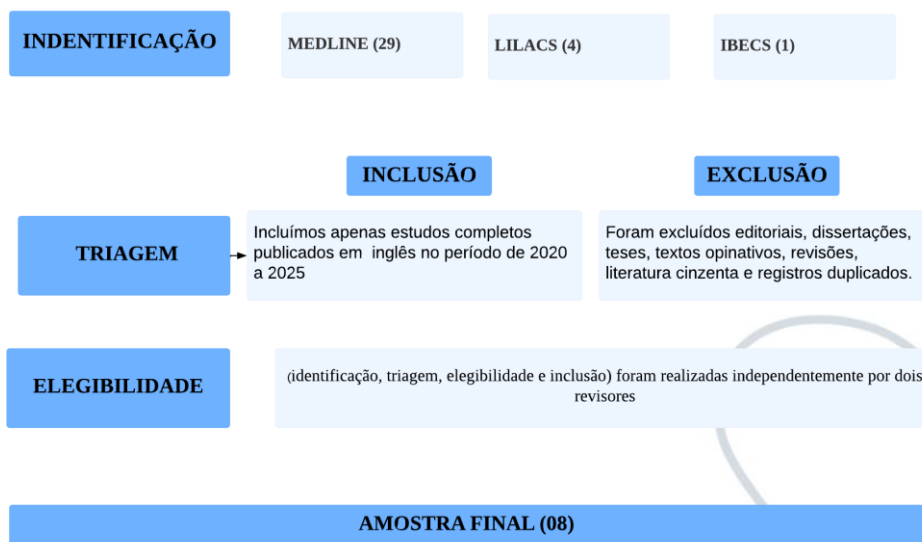 INDENTIFICAÇÃO
MEDLINE (29)
LILACS (4)
IBECS (1)
INCLUSÃO
EXCLUSÃO
TRIAGEM
Incluímos apenas estudos completos
publicados em inglês no período de 2020
a 2025
Foram excluídos editoriais, dissertações,
teses, textos opinativos, revisões,
literatura cinzenta e registros duplicados.
ELEGIBILIDADE
(identificação, triagem, elegibilidade e inclusão) foram realizadas independentemente por dois
revisores
AMOSTRA FINAL (08)